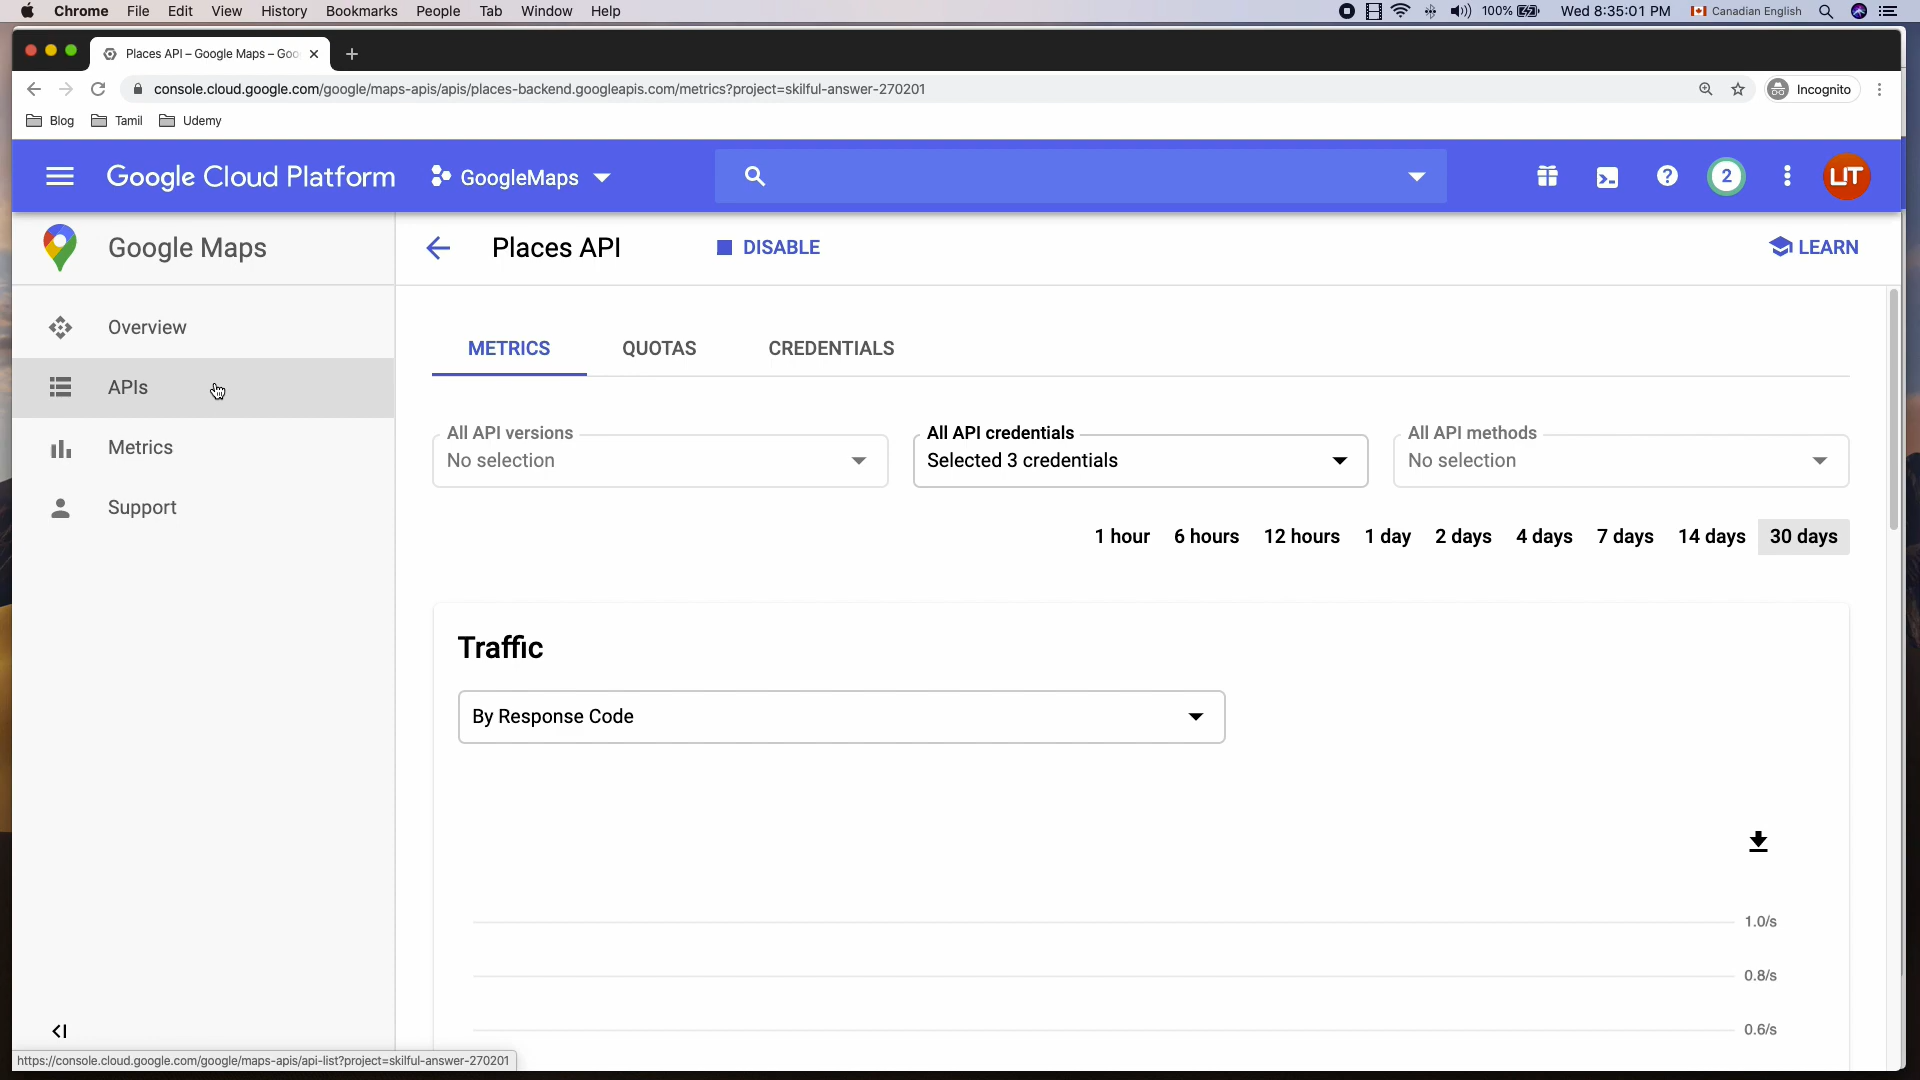 Chrome File Edit View History Bookmarks People Tab Window Help 100% Wed 8:35:01 PM Canadian English
Places API – Google Maps – Goo
console.cloud.google.com/google/maps-apis/apis/places-backend.googleapis.com/metrics?project=skilful-answer-270201 Incognito
Blog Tamil Udemy
Google Cloud Platform GoogleMaps 2 LIT
Google Maps Places API DISABLE LEARN
Overview
METRICS QUOTAS CREDENTIALS
APIs
Metrics
Support
All API versions All API credentials All API methods
No selection Selected 3 credentials No selection
1 hour 6 hours 12 hours 1 day 2 days 4 days 7 days 14 days 30 days
Traffic
By Response Code
1.0/s
0.8/s
0.6/s
https://console.cloud.google.com/google/maps-apis/api-list?project=skilful-answer-270201